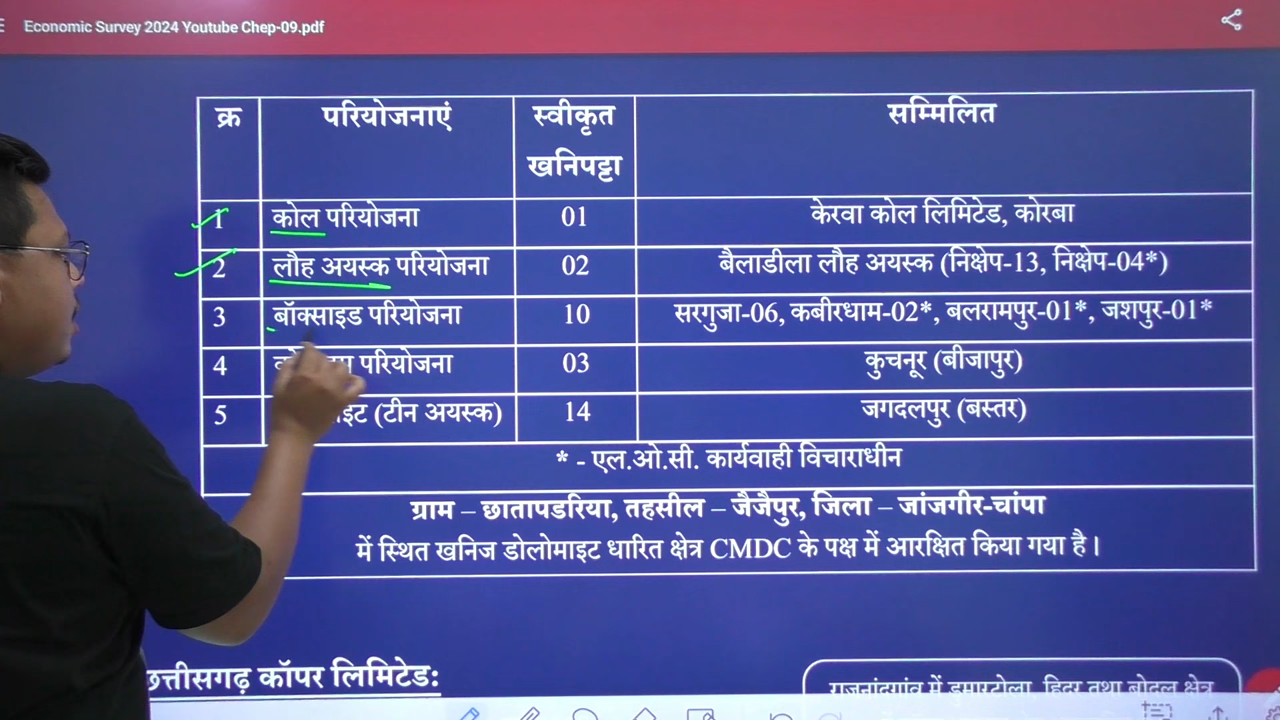 Economic Survey 2024 Youtube Chep-09.pdf
क्र परियोजनाएं स्वीकृत खनिपट्टा सम्मिलित
1 कोल परियोजना 01 केरवा कोल लिमिटेड, कोरबा
2 लौह अयस्क परियोजना 02 बैलाडीला लौह अयस्क (निक्षेप-13, निक्षेप-04*)
3 बॉक्साइड परियोजना 10 सरगुजा-06, कबीरधाम-02*, बलरामपुर-01*, जशपुर-01*
4 परियोजना 03 कुचनूर (बीजापुर)
5 (टीन अयस्क) 14 जगदलपुर (बस्तर)
* - एल.ओ.सी. कार्यवाही विचाराधीन
ग्राम – छातापडरिया, तहसील – जैजैपुर, जिला – जांजगीर-चांपा
में स्थित खनिज डोलोमाइट धारित क्षेत्र CMDC के पक्ष में आरक्षित किया गया है।
छत्तीसगढ़ कॉपर लिमिटेड: